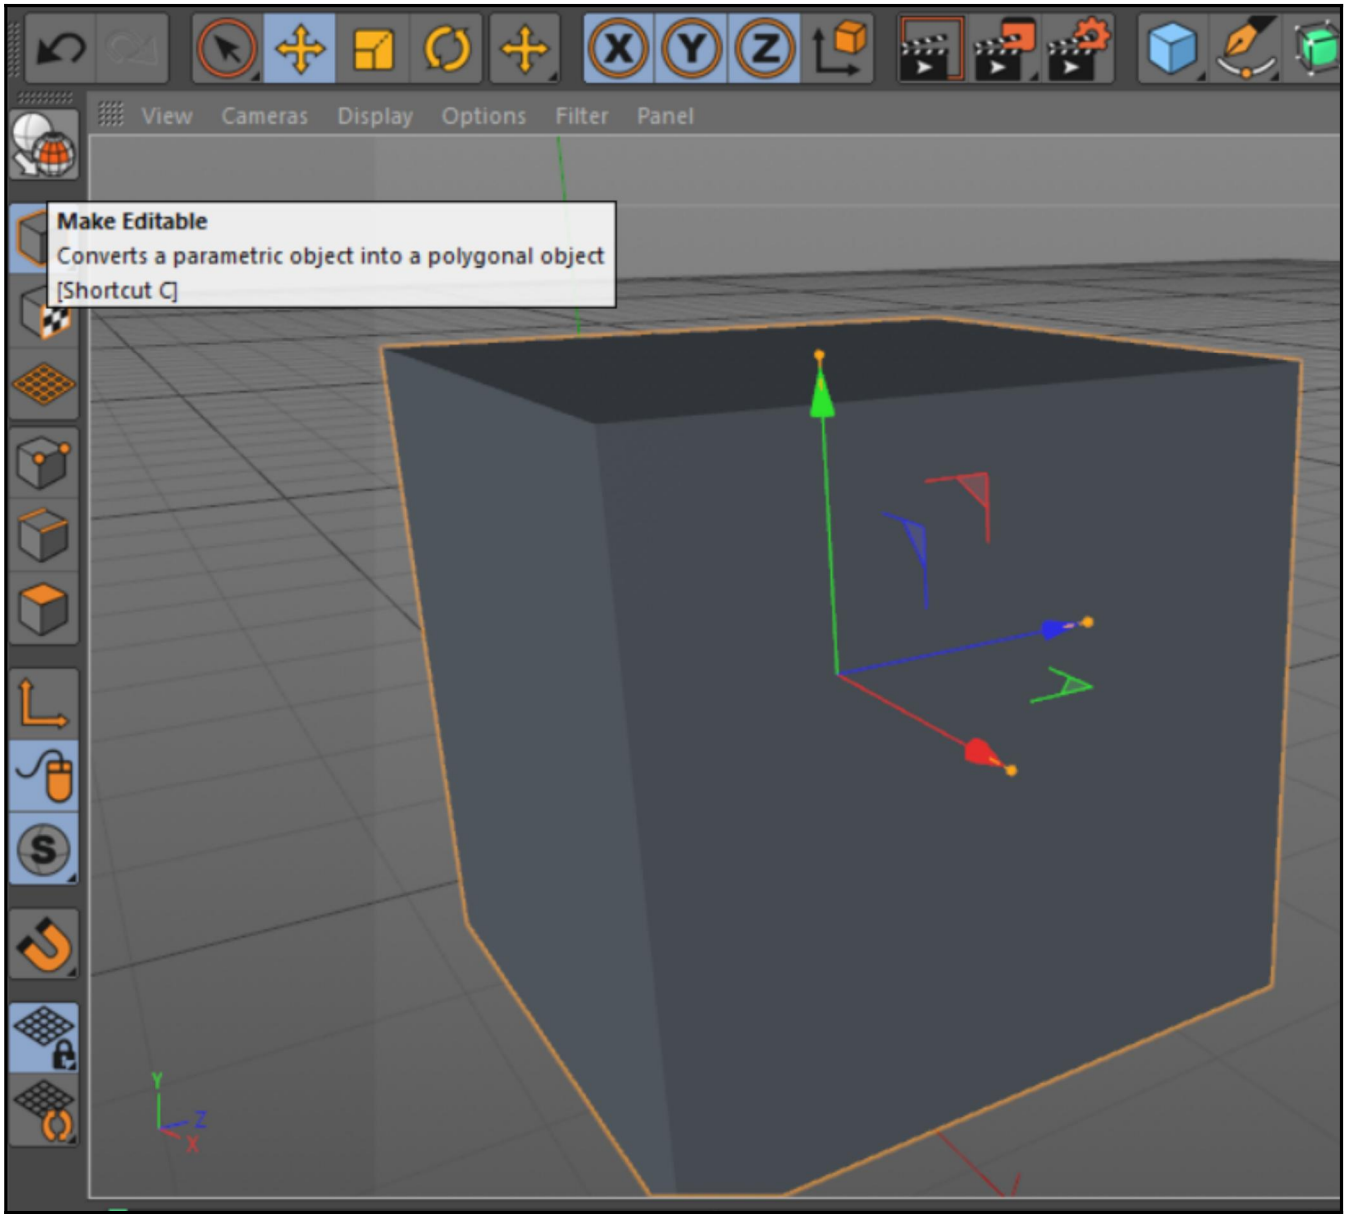 X Y Z
View Cameras Display Options Filter Panel
Make Editable
Converts a parametric object into a polygonal object
[Shortcut C]
S
Y
Z
X